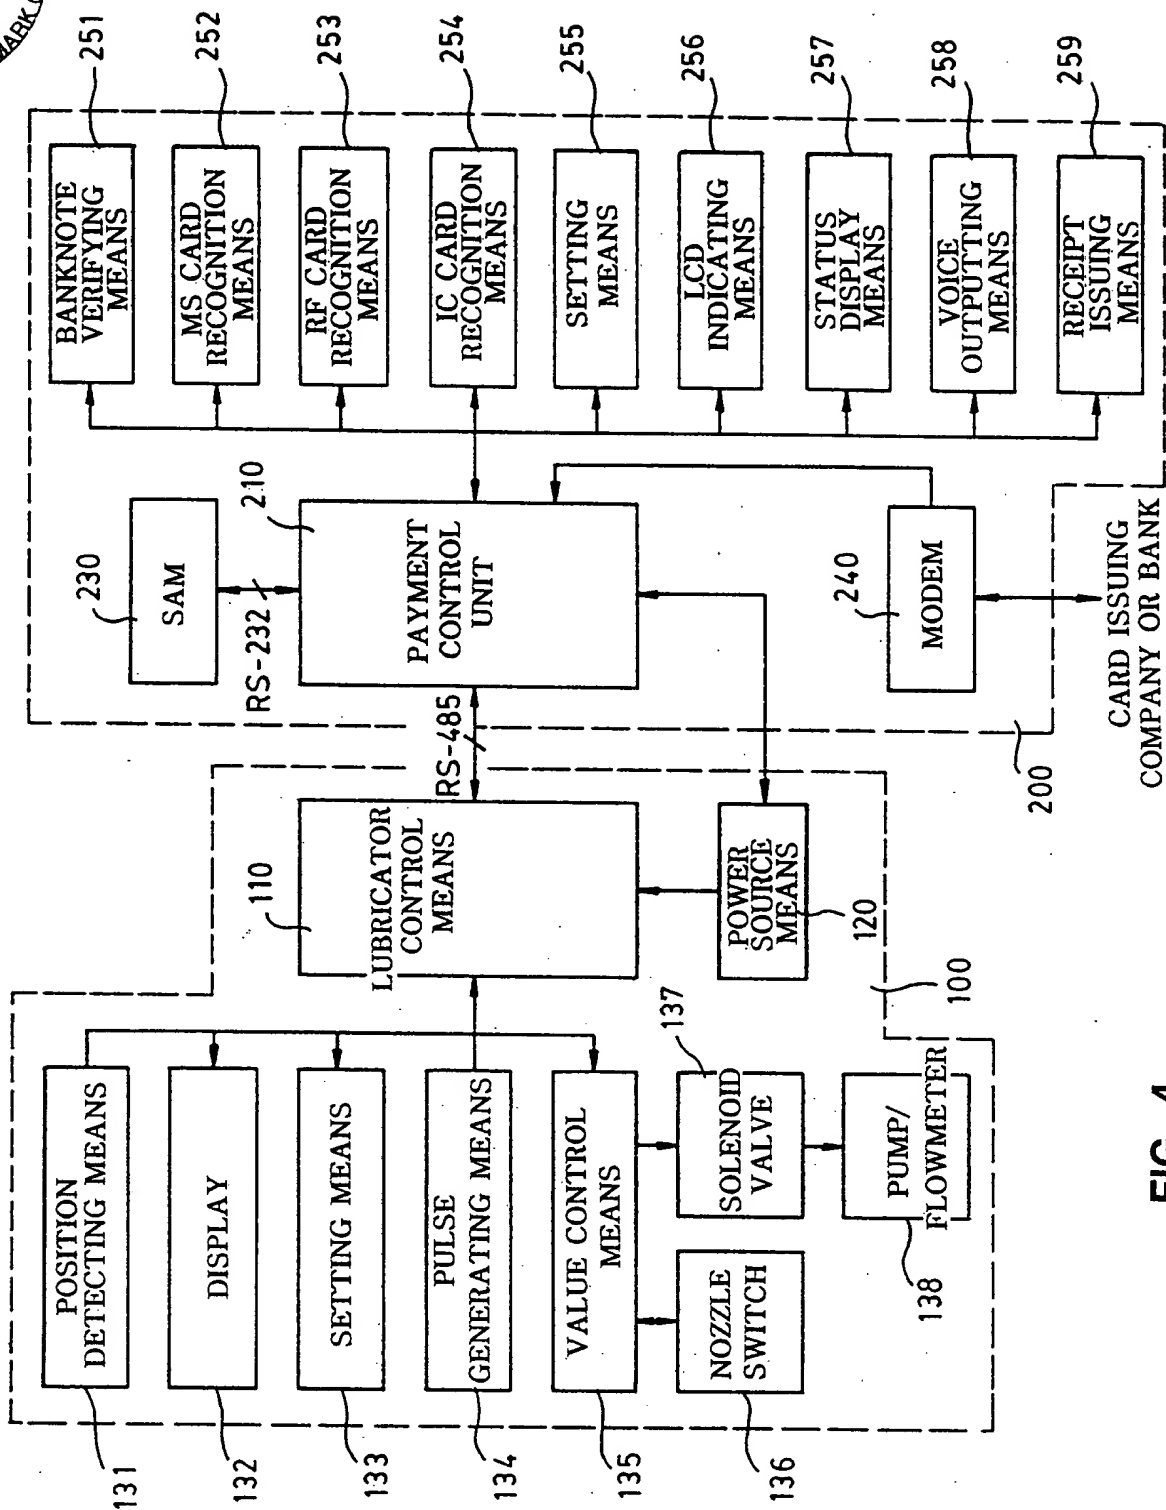 MARK
POSITION
DETECTING MEANS
131
DISPLAY
132
SETTING MEANS
133
PULSE
GENERATING MEANS
134
VALUE CONTROL
MEANS
135
NOZZLE
SWITCH
136
SOLENOID
VALVE
137
PUMP/
FLOWMETER
138
110
LUBRICATOR
CONTROL
MEANS
POWER
SOURCE
MEANS
120
100
RS-485
230
SAM
RS-232
210
PAYMENT
CONTROL
UNIT
240
MODEM
200
CARD ISSUING
COMPANY OR BANK
BANKNOTE
VERIFYING
MEANS
251
MS CARD
RECOGNITION
MEANS
252
RF CARD
RECOGNITION
MEANS
253
IC CARD
RECOGNITION
MEANS
254
SETTING
MEANS
255
LCD
INDICATING
MEANS
256
STATUS
DISPLAY
MEANS
257
VOICE
OUTPUTTING
MEANS
258
RECEIPT
ISSUING
MEANS
259
FIG. 4